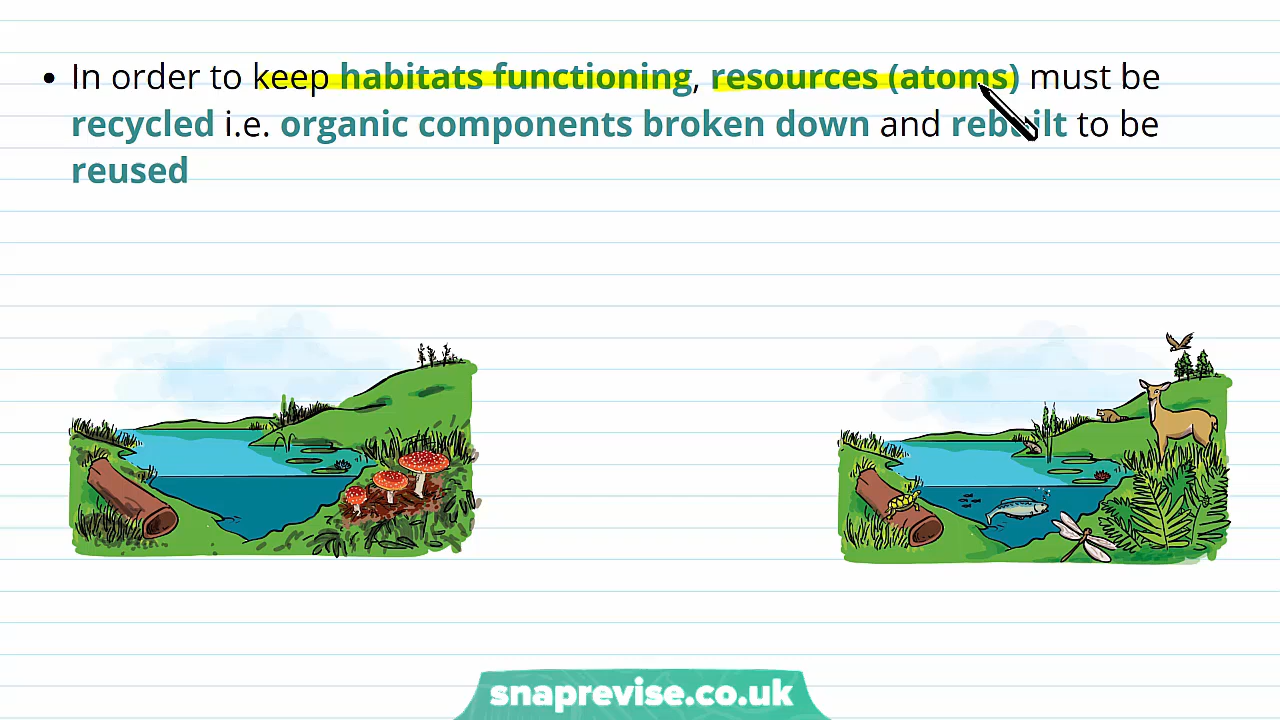 • In order to keep habitats functioning, resources (atoms) must be
recycled i.e. organic components broken down and rebuilt to be
reused
snaprevise.co.uk